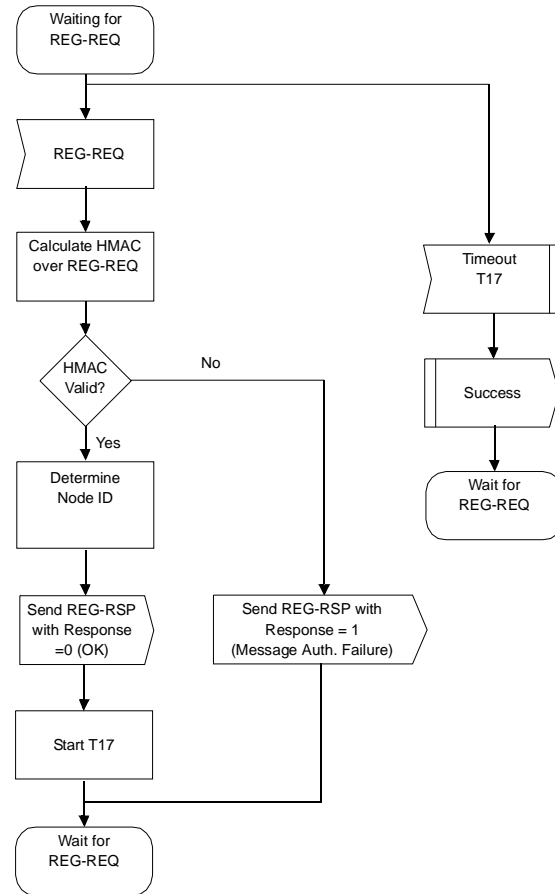 Waiting for
REG-REQ
REG-REQ
Calculate HMAC
over REG-REQ
HMAC
Valid?
No
Yes
Determine
Node ID
Send REG-RSP
with Response
=0 (OK)
Send REG-RSP with
Response = 1
(Message Auth. Failure)
Start T17
Wait for
REG-REQ
Timeout
T17
Success
Wait for
REG-REQ